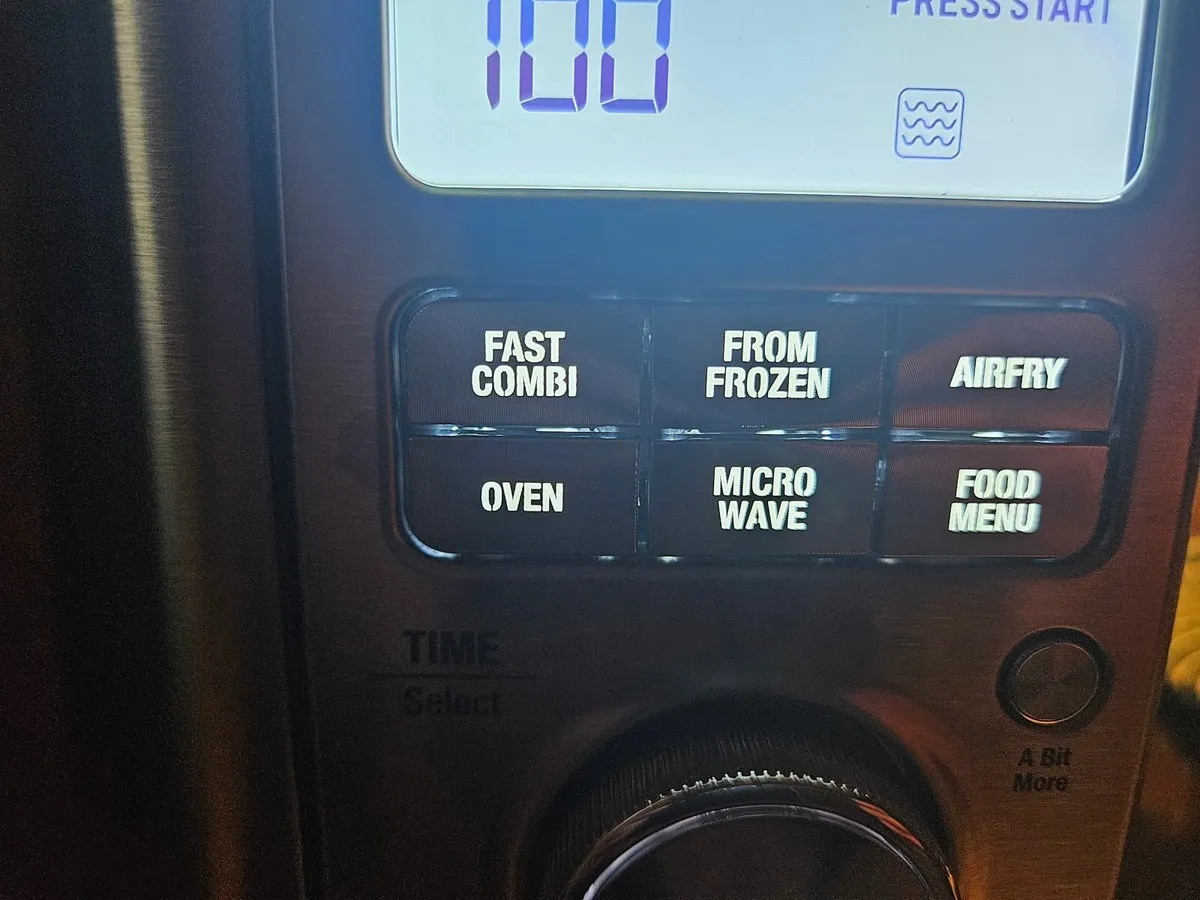 100
PRESS START
FAST
COMBI
FROM
FROZEN
AIRFRY
OVEN
MICRO
WAVE
FOOD
MENU
TIME
Select
A Bit
More